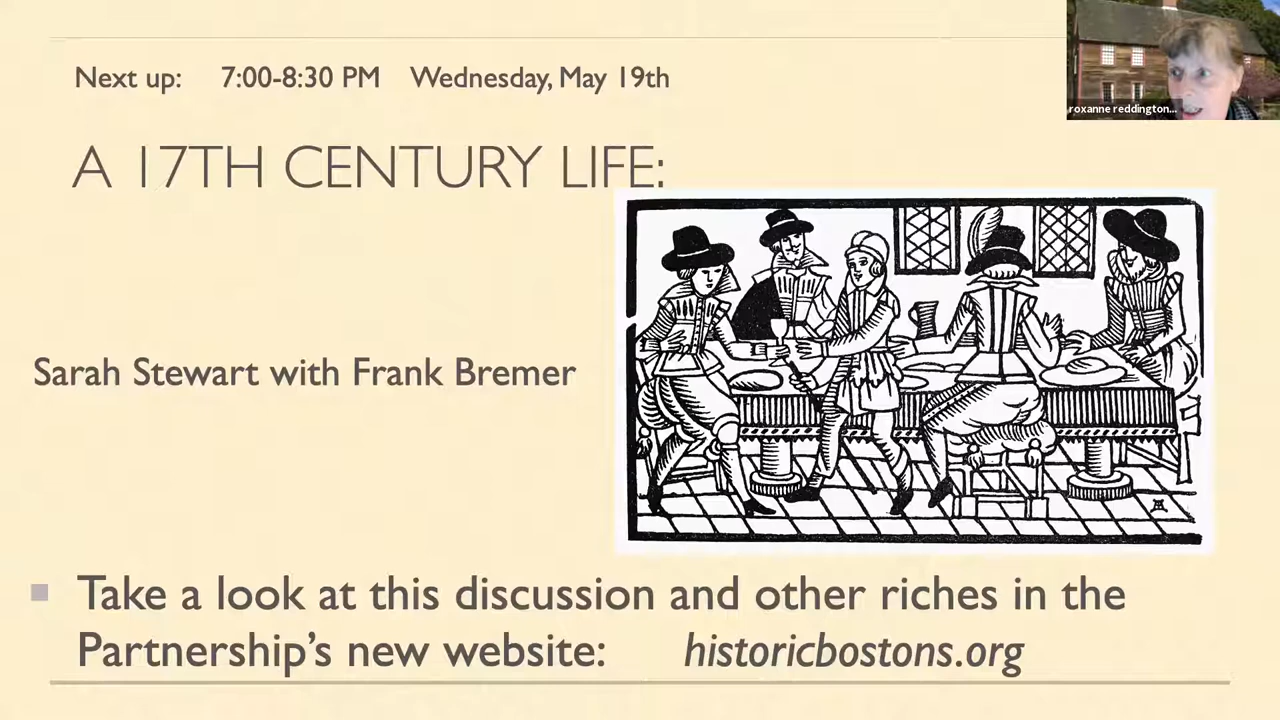 Next up: 7:00-8:30 PM Wednesday, May 19th
roxanne reddington...
A 17TH CENTURY LIFE:
Sarah Stewart with Frank Bremer
Take a look at this discussion and other riches in the
Partnership’s new website: historicbostons.org